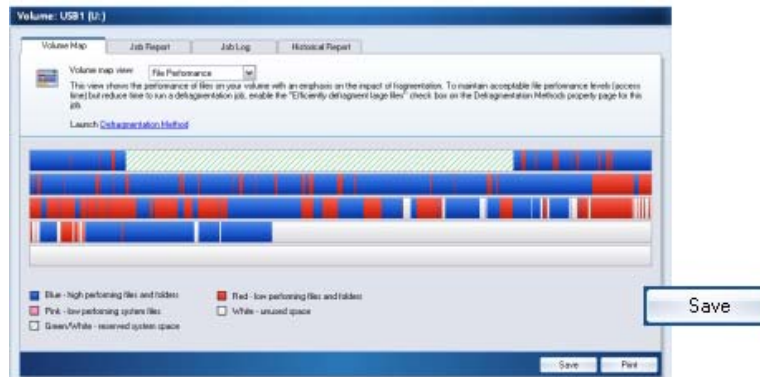 Volume: USB1 (U:)
Volume Map Job Report Job Log Historical Report
Volume map view: File Performance
This view shows the performance of files on your volume with an emphasis on the impact of fragmentation. To maintain acceptable file performance levels (access
time) but reduce time to run a defragmentation job, enable the "Efficiently defragment large files" check box on the Defragmentation Methods property page for this
job.
Launch Defragmentation Method
Blue - high performing files and folders
Red - low performing files and folders
Pink - low performing system files
White - unused space
Green/White - reserved system space
Save
Save Print